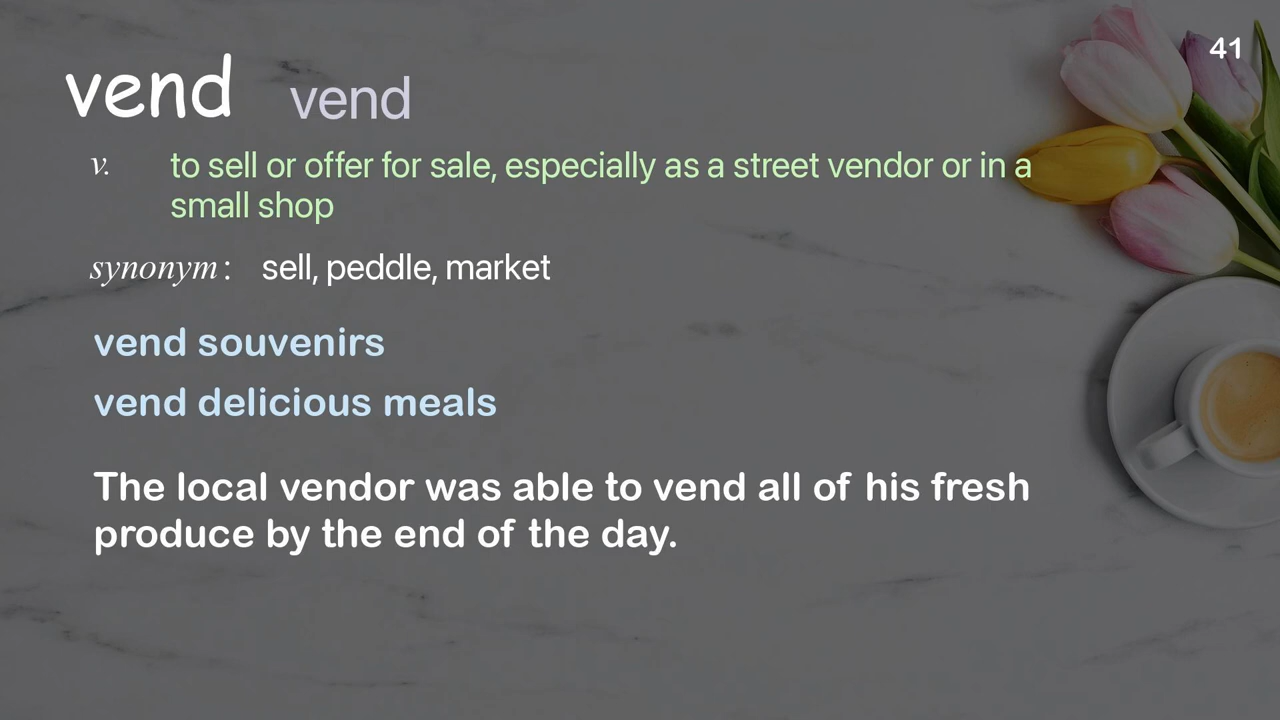 41
vend vend
v. to sell or offer for sale, especially as a street vendor or in a
small shop
synonym: sell, peddle, market
vend souvenirs
vend delicious meals
The local vendor was able to vend all of his fresh
produce by the end of the day.